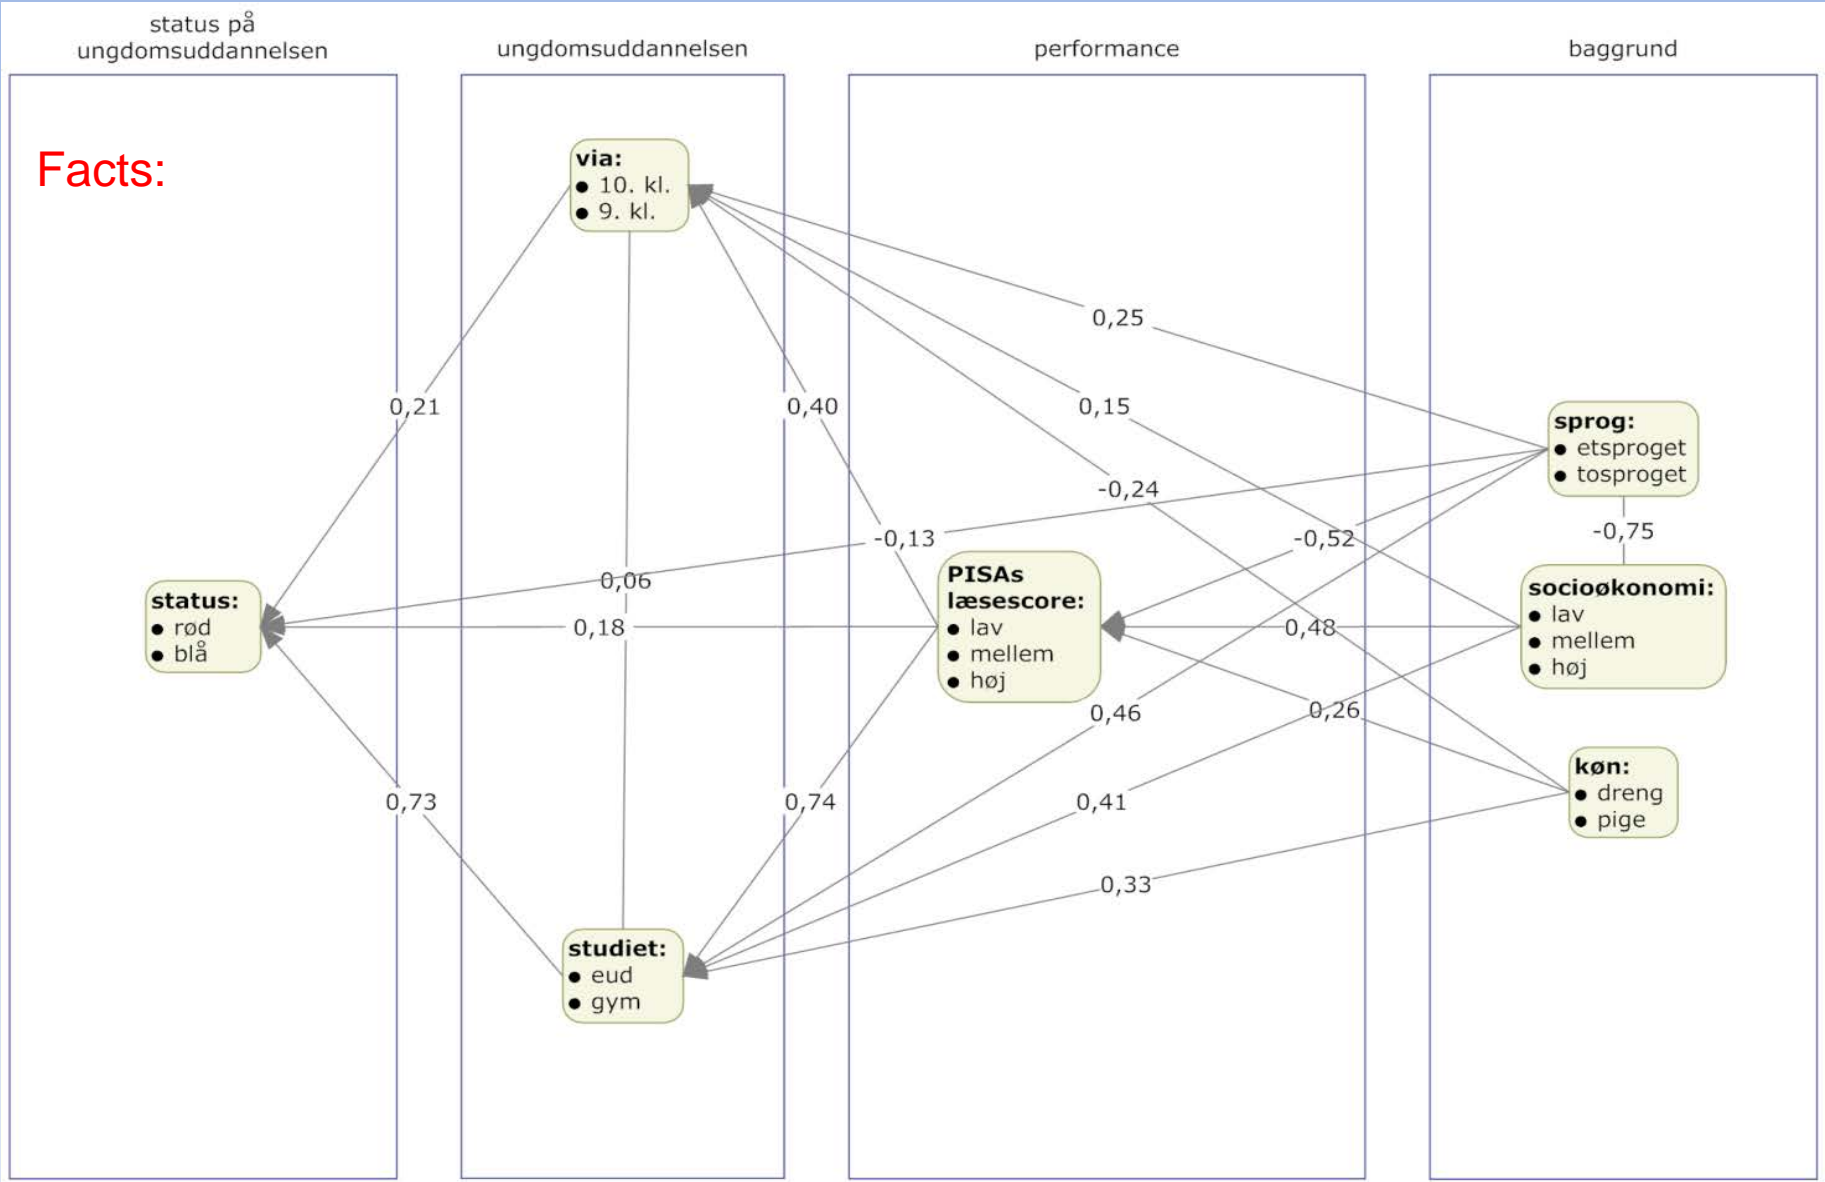 status på
ungdomsuddannelsen
ungdomsuddannelsen
performance
baggrund
Facts:
via:
● 10. kl.
● 9. kl.
0,25
0,21
0,40
0,15
sprog:
● etsproget
● tosproget
-0,24
-0,13
-0,52
-0,75
0,06
status:
● rød
● blå
0,18
PISAs
læsescore:
● lav
● mellem
● høj
0,48
socioøkonomi:
● lav
● mellem
● høj
0,46
0,26
køn:
● dreng
● pige
0,73
0,74
0,41
0,33
studiet:
● eud
● gym